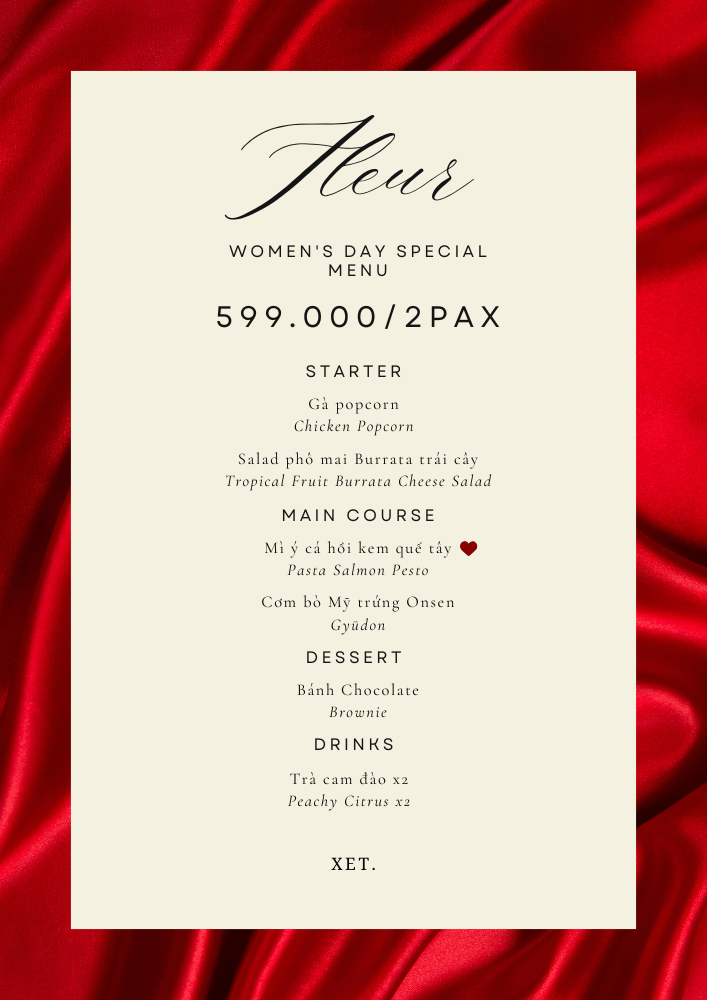 Fleur
WOMEN'S DAY SPECIAL
MENU
599.000/2PAX
STARTER
Gà popcorn
Chicken Popcorn
Salad phô mai Burrata trái cây
Tropical Fruit Burrata Cheese Salad
MAIN COURSE
Mì ý cá hồi kem quế tây
Pasta Salmon Pesto
Cơm bò Mỹ trứng Onsen
Gyūdon
DESSERT
Bánh Chocolate
Brownie
DRINKS
Trà cam đào x2
Peachy Citrus x2
XET.